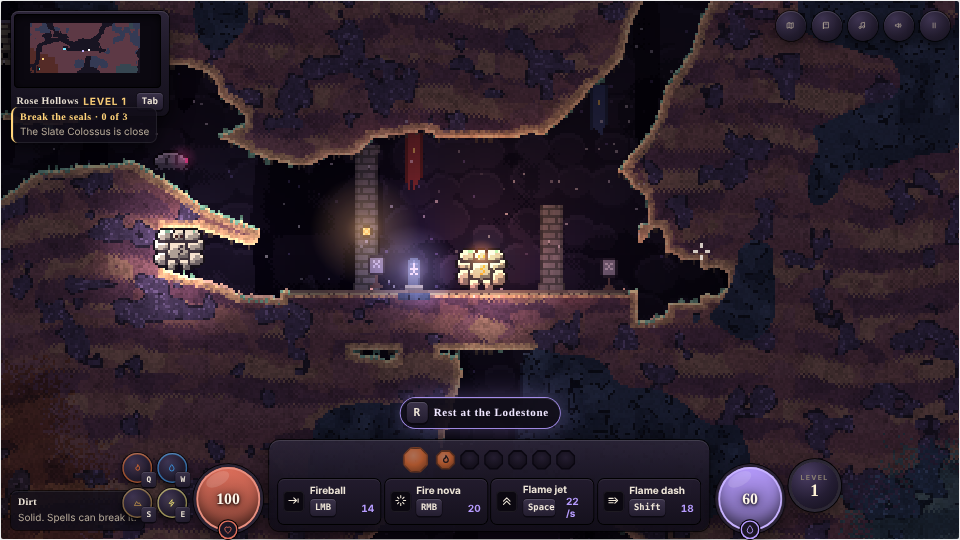 Rose Hollows LEVEL 1 Tab
Break the seals · 0 of 3
The Slate Colossus is close
R Rest at the Lodestone
Q W
S E
Dirt
Solid. Spells can break it.
100
Fireball
LMB 14
Fire nova
RMB 20
Flame jet
Space 22 /s
Flame dash
Shift 18
60
LEVEL
1